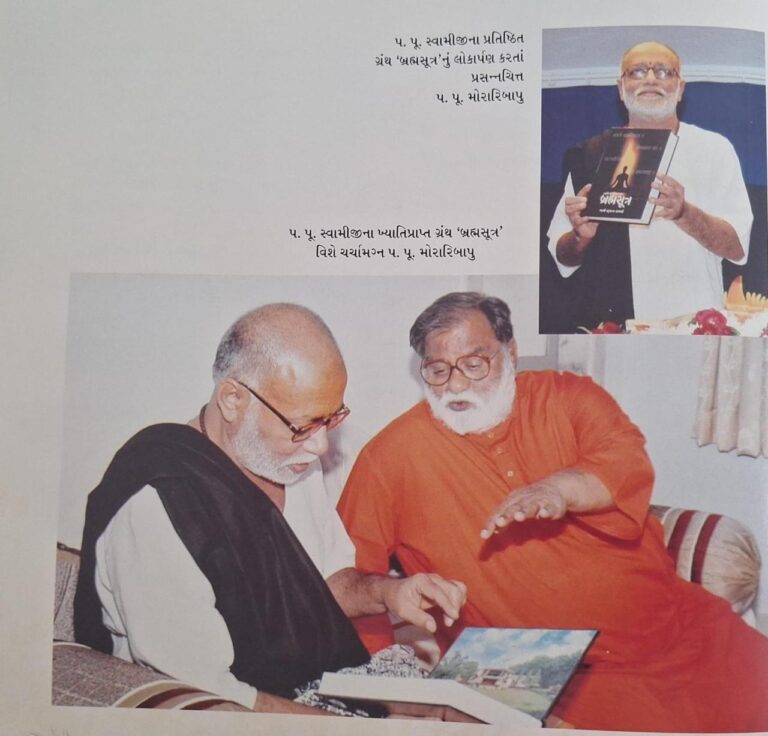 પ. પૂ. સ્વામીજીના પ્રતિષ્ઠિત
ગ્રંથ ‘બ્રહ્મસૂત્ર’નું લોકાર્પણ કરતાં
પ્રસન્નચિત્ત
પ. પૂ. મોરારિબાપુ
બ્રહ્મસૂત્ર
પ. પૂ. સ્વામીજીના ખ્યાતિપ્રાપ્ત ગ્રંથ ‘બ્રહ્મસૂત્ર’
વિશે ચર્ચામગ્ન પ. પૂ. મોરારિબાપુ